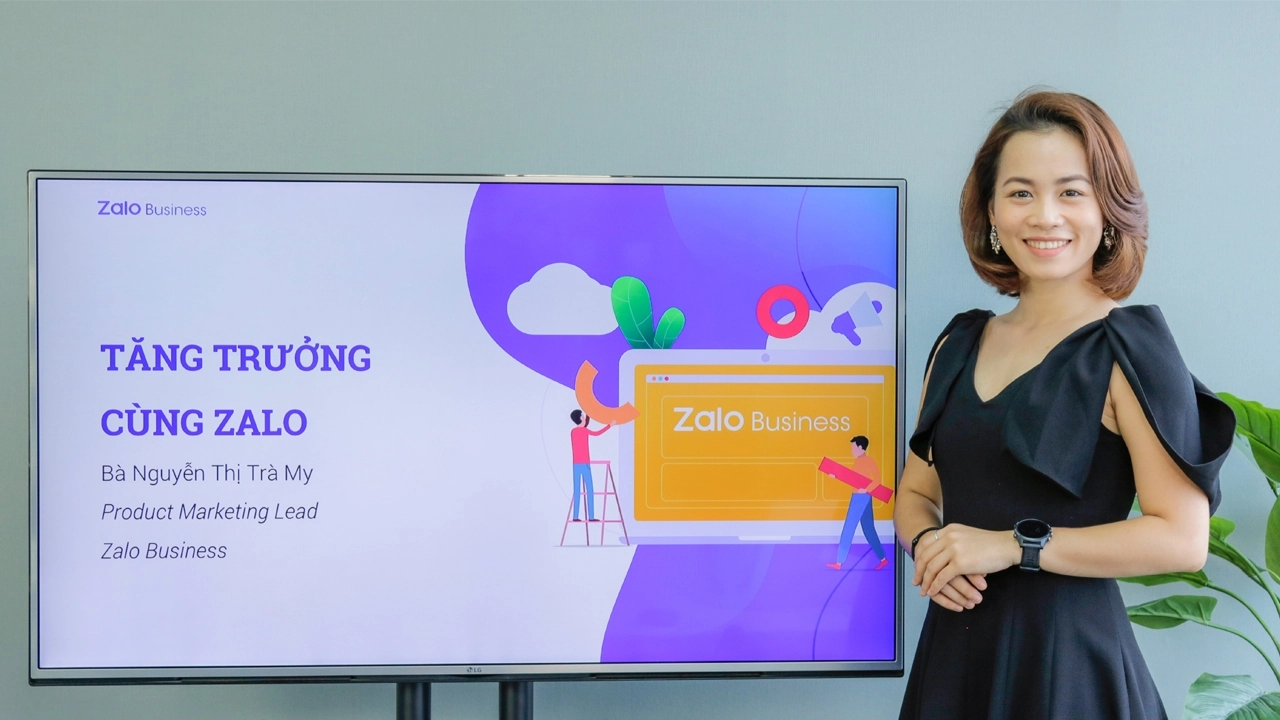 Zalo Business
TĂNG TRƯỞNG
CÙNG ZALO
Bà Nguyễn Thị Trà My
Product Marketing Lead
Zalo Business
Zalo Business
LG